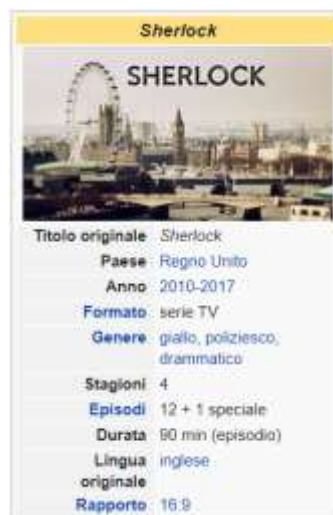 Sherlock
SHERLOCK
Titolo originale Sherlock
Paese Regno Unito
Anno 2010-2017
Formato serie TV
Genere giallo, poliziesco,
drammatico
Stagioni 4
Episodi 12 + 1 speciale
Durata 90 min (episodio)
Lingua inglese
originale
Rapporto 16:9